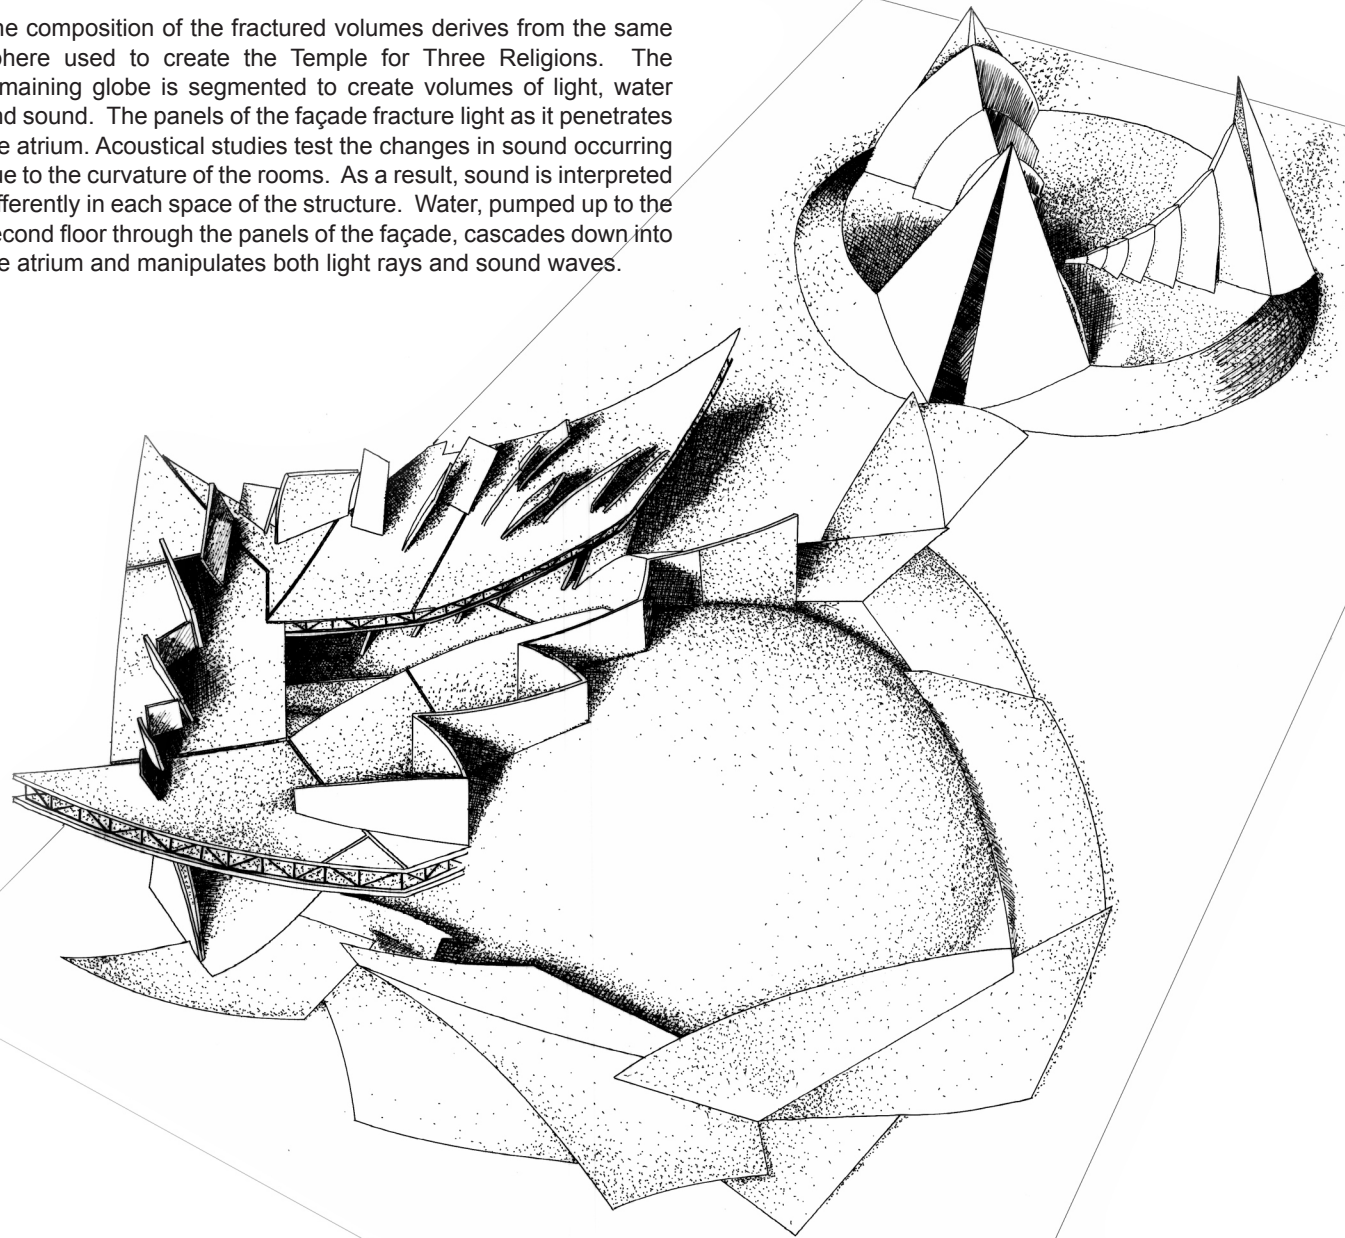 he composition of the fractured volumes derives from the same
phere used to create the Temple for Three Religions. The
maining globe is segmented to create volumes of light, water
nd sound. The panels of the façade fracture light as it penetrates
e atrium. Acoustical studies test the changes in sound occurring
ue to the curvature of the rooms. As a result, sound is interpreted
fferently in each space of the structure. Water, pumped up to the
econd floor through the panels of the façade, cascades down into
e atrium and manipulates both light rays and sound waves.